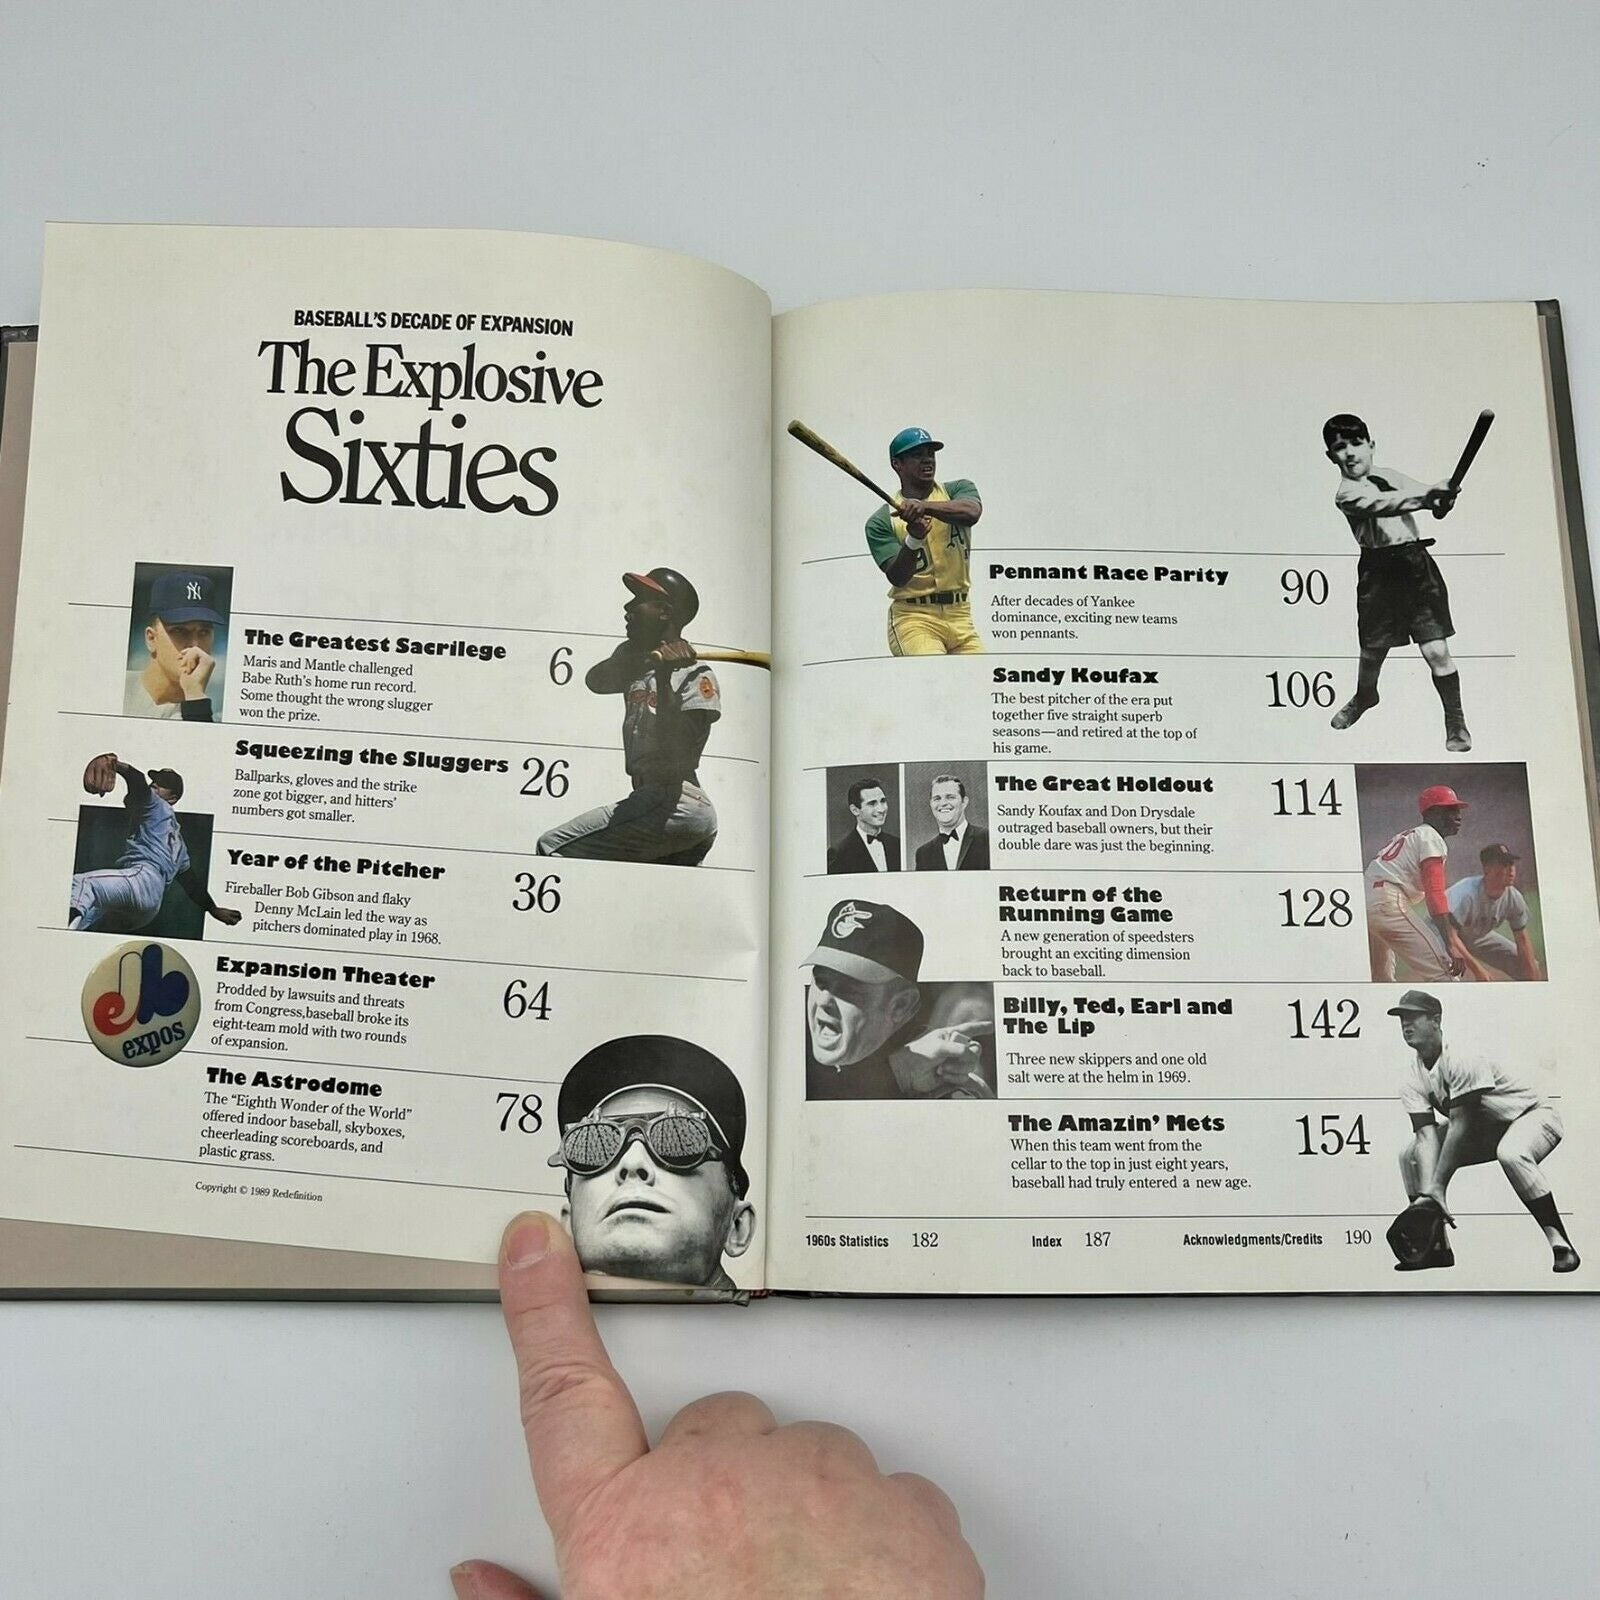 BASEBALL'S DECADE OF EXPANSION
The Explosive
Sixties
NY
The Greatest Sacrilege 6
Maris and Mantle challenged
Babe Ruth's home run record.
Some thought the wrong slugger
won the prize.
Squeezing the Sluggers 26
Ballparks, gloves and the strike
zone got bigger, and hitters'
numbers got smaller.
Year of the Pitcher 36
Fireballer Bob Gibson and flaky
Denny McLain led the way as
pitchers dominated play in 1968.
expos
Expansion Theater 64
Prodded by lawsuits and threats
from Congress,baseball broke its
eight-team mold with two rounds
of expansion.
The Astrodome 78
The "Eighth Wonder of the World"
offered indoor baseball, skyboxes,
cheerleading scoreboards, and
plastic grass.
Copyright © 1989 Redefinition
A
A
9
Pennant Race Parity 90
After decades of Yankee
dominance, exciting new teams
won pennants.
Sandy Koufax 106
The best pitcher of the era put
together five straight superb
seasons—and retired at the top of
his game.
The Great Holdout 114
Sandy Koufax and Don Drysdale
outraged baseball owners, but their
double dare was just the beginning.
Return of the
Running Game 128
A new generation of speedsters
brought an exciting dimension
back to baseball.
Billy, Ted, Earl and
The Lip 142
Three new skippers and one old
salt were at the helm in 1969.
The Amazin' Mets 154
When this team went from the
cellar to the top in just eight years,
baseball had truly entered a new age.
1960s Statistics 182 Index 187 Acknowledgments/Credits 190